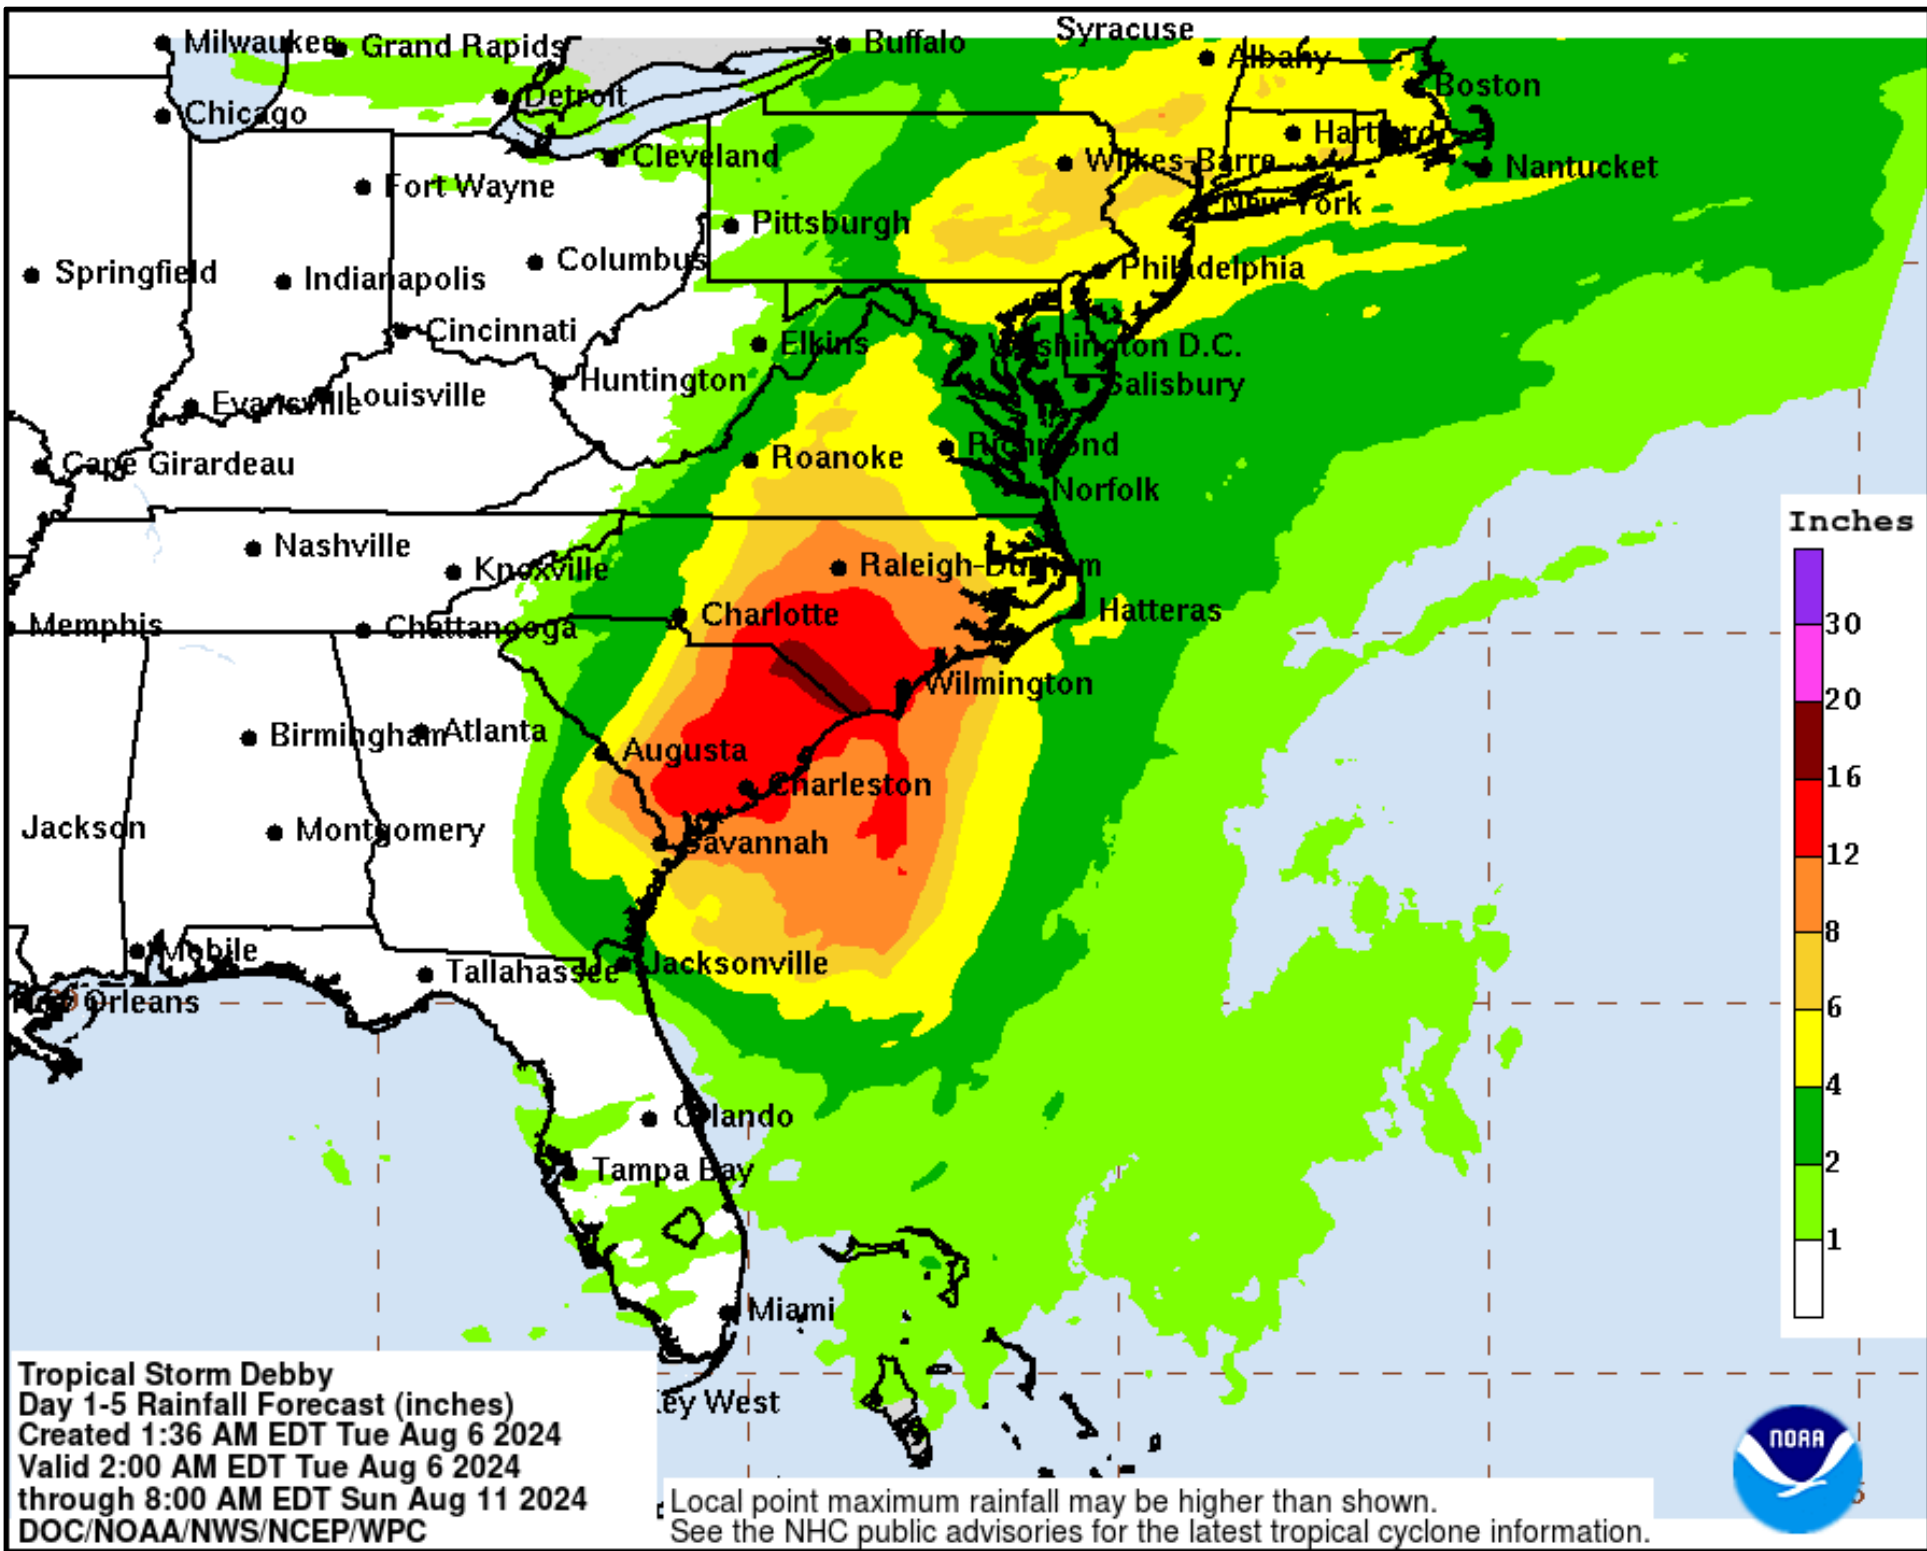 Syracuse
Milwaukee
Grand Rapids
Buffalo
Albany
Detroit
Boston
Chicago
Hartford
Cleveland
Wilkes-Barre
Nantucket
Fort Wayne
New York
Pittsburgh
Columbus
Philadelphia
Springfield
Indianapolis
Cincinnati
Elkins
Washington D.C.
Huntington
Salisbury
Evansville
Louisville
Richmond
Cape Girardeau
Roanoke
Norfolk
Inches
Nashville
Knoxville
Raleigh-Durham
Charlotte
Hatteras
Memphis
Chattanooga
30
Wilmington
20
Birmingham
Atlanta
Augusta
16
Charleston
Jackson
Montgomery
Savannah
12
8
Mobile
Tallahassee
Jacksonville
Orleans
6
4
Orlando
2
Tampa Bay
1
Miami
Key West
Tropical Storm Debby
Day 1-5 Rainfall Forecast (inches)
Created 1:36 AM EDT Tue Aug 6 2024
Valid 2:00 AM EDT Tue Aug 6 2024
through 8:00 AM EDT Sun Aug 11 2024
DOC/NOAA/NWS/NCEP/WPC
NOAA
Local point maximum rainfall may be higher than shown.
See the NHC public advisories for the latest tropical cyclone information.